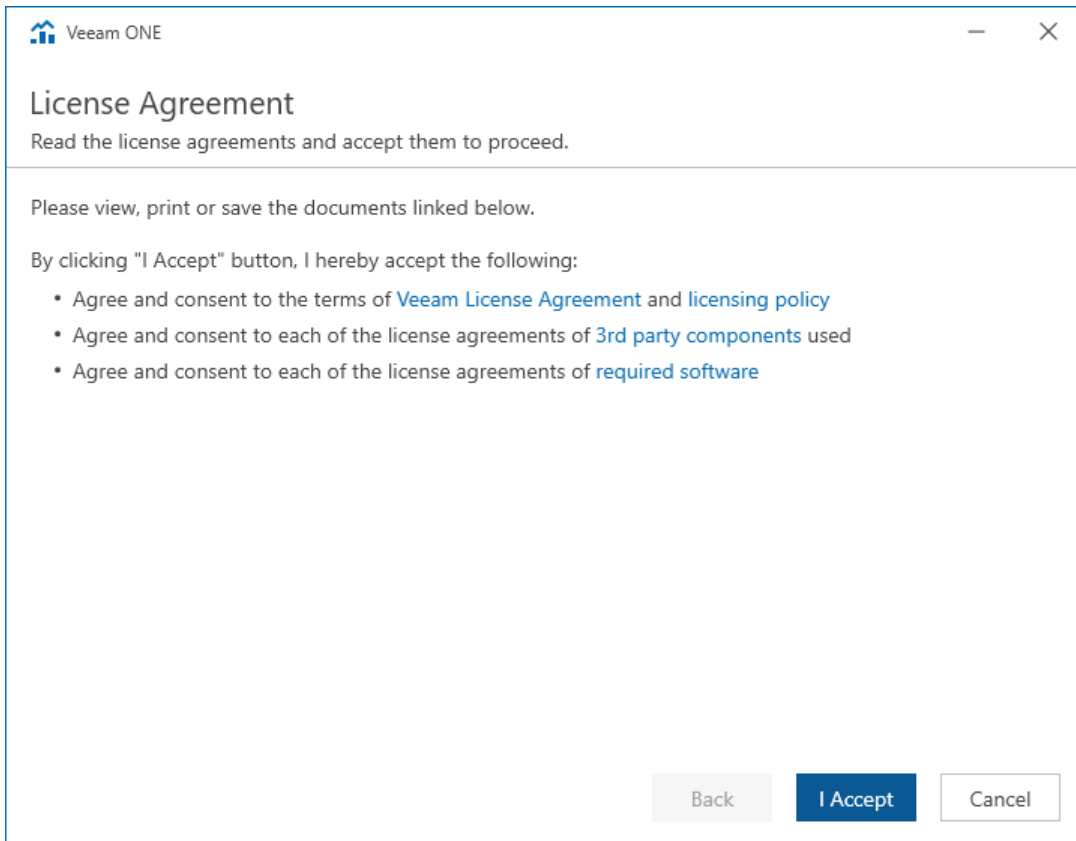 Veeam ONE
License Agreement
Read the license agreements and accept them to proceed.
Please view, print or save the documents linked below.
By clicking "I Accept" button, I hereby accept the following:
• Agree and consent to the terms of Veeam License Agreement and licensing policy
• Agree and consent to each of the license agreements of 3rd party components used
• Agree and consent to each of the license agreements of required software
Back I Accept Cancel